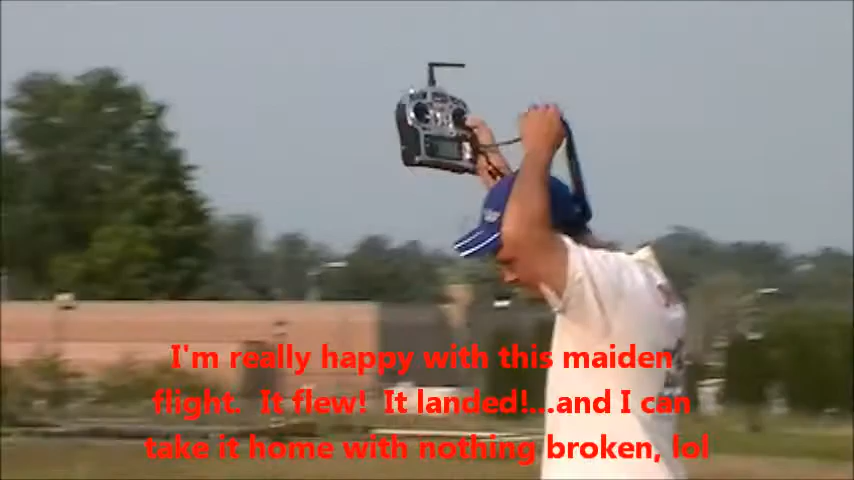 I'm really happy with this maiden
flight.  It flew!  It landed!...and I can
take it home with nothing broken, lol